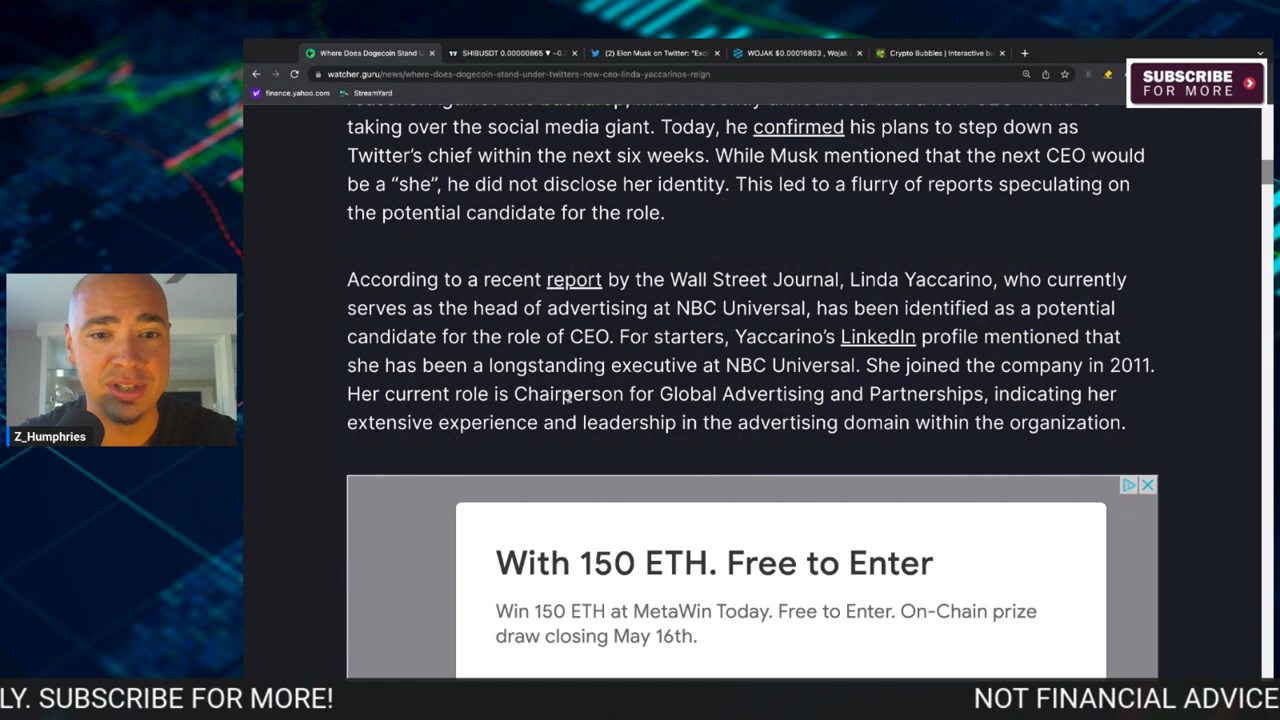 Where Does Dogecoin Stand U
SHIBUSDT 0.00000865 ▼ −0.
(2) Elon Musk on Twitter: "Exc
WOJAK $0.00016803 , Wojak
Crypto Bubbles | Interactive bu
watcher.guru/news/where-does-dogecoin-stand-under-twitters-new-ceo-linda-yaccarinos-reign
finance.yahoo.com StreamYard
SUBSCRIBE
FOR MORE
taking over the social media giant. Today, he confirmed his plans to step down as
Twitter's chief within the next six weeks. While Musk mentioned that the next CEO would
be a “she”, he did not disclose her identity. This led to a flurry of reports speculating on
the potential candidate for the role.
According to a recent report by the Wall Street Journal, Linda Yaccarino, who currently
serves as the head of advertising at NBC Universal, has been identified as a potential
candidate for the role of CEO. For starters, Yaccarino's LinkedIn profile mentioned that
she has been a longstanding executive at NBC Universal. She joined the company in 2011.
Her current role is Chairperson for Global Advertising and Partnerships, indicating her
extensive experience and leadership in the advertising domain within the organization.
With 150 ETH. Free to Enter
Win 150 ETH at MetaWin Today. Free to Enter. On-Chain prize
draw closing May 16th.
Z_Humphries
LY. SUBSCRIBE FOR MORE!
NOT FINANCIAL ADVICE